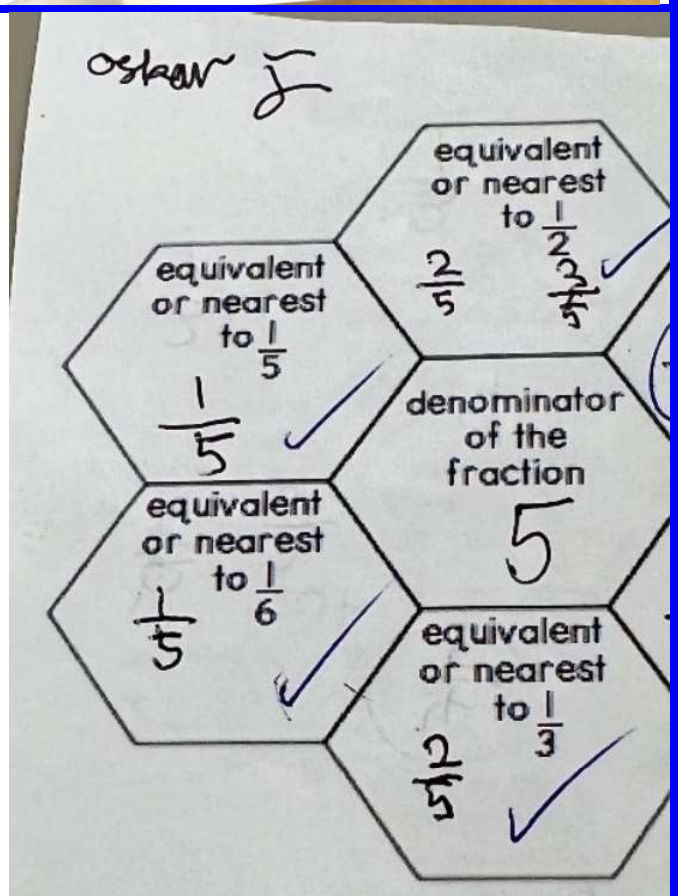 oskar J
equivalent
or nearest
to 1/2
2/5 3/5
equivalent
or nearest
to 1/5
1/5
denominator
of the
fraction
5
equivalent
or nearest
to 1/6
1/5
equivalent
or nearest
to 1/3
2/5